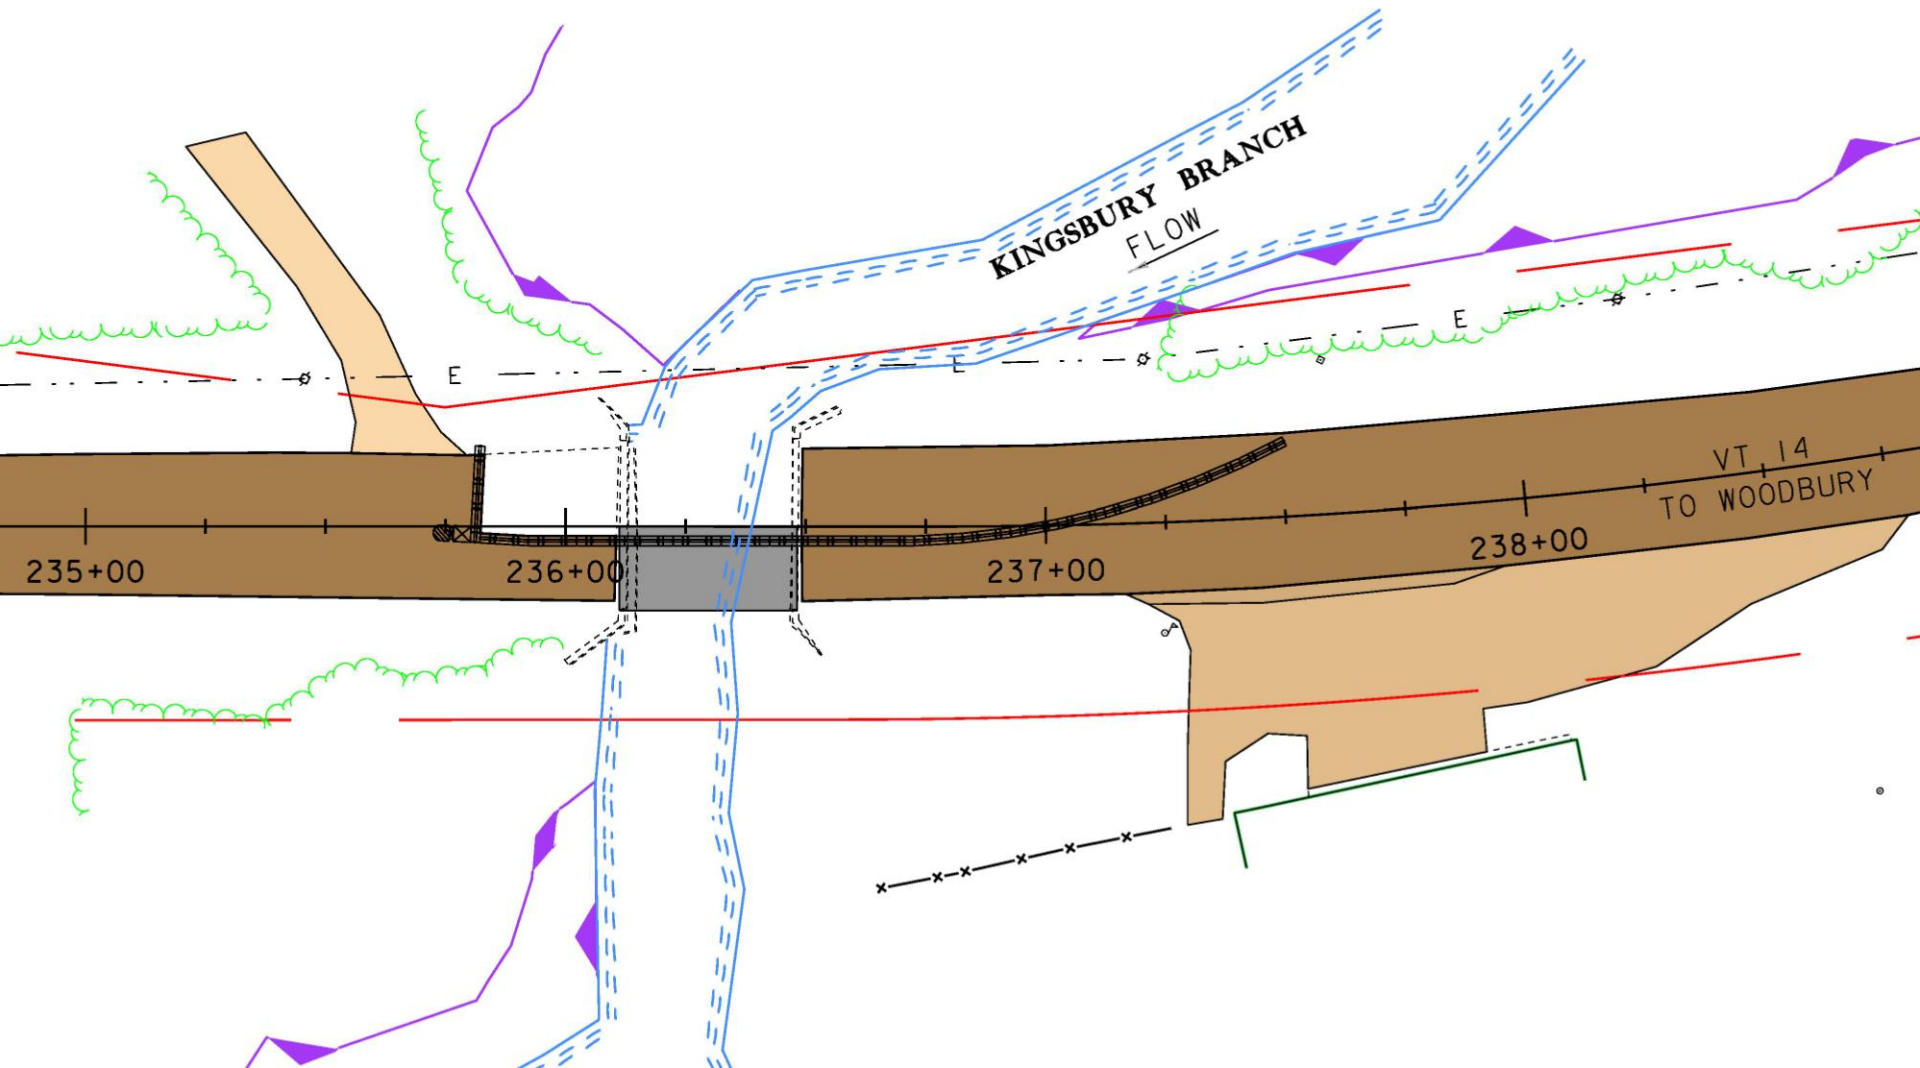 KINGSBURY BRANCH
FLOW
E
E
E
VT 14
TO WOODBURY
235+00
236+00
237+00
238+00